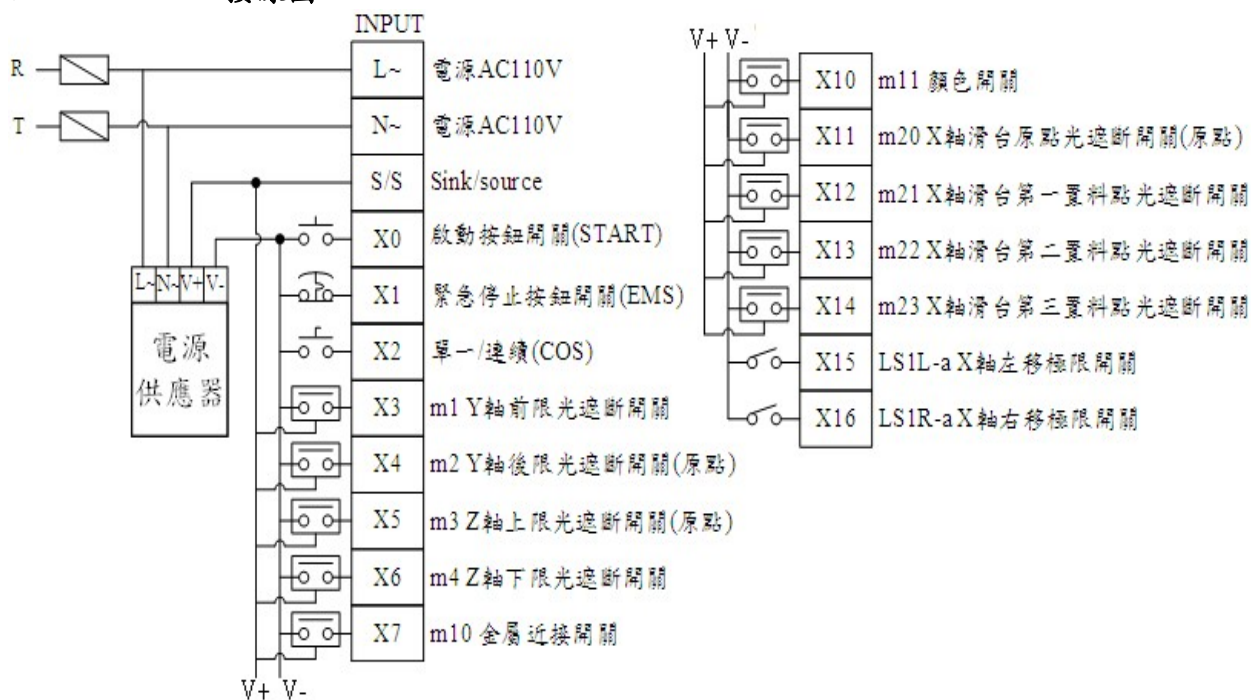 INPUT
R
L~ 電源AC110V
T
N~ 電源AC110V
S/S Sink/source
X0 啟動按鈕開關(START)
L~ N~ V+ V-
X1 緊急停止按鈕開關(EMS)
電源
供應器
X2 單一/連續(COS)
X3 m1 Y軸前限光遮斷開關
X4 m2 Y軸後限光遮斷開關(原點)
X5 m3 Z軸上限光遮斷開關(原點)
X6 m4 Z軸下限光遮斷開關
X7 m10 金屬近接開關
V+ V-
V+ V-
X10 m11 顏色開關
X11 m20 X軸滑台原點光遮斷開關(原點)
X12 m21 X軸滑台第一置料點光遮斷開關
X13 m22 X軸滑台第二置料點光遮斷開關
X14 m23 X軸滑台第三置料點光遮斷開關
X15 LS1L-a X軸左移極限開關
X16 LS1R-a X軸右移極限開關